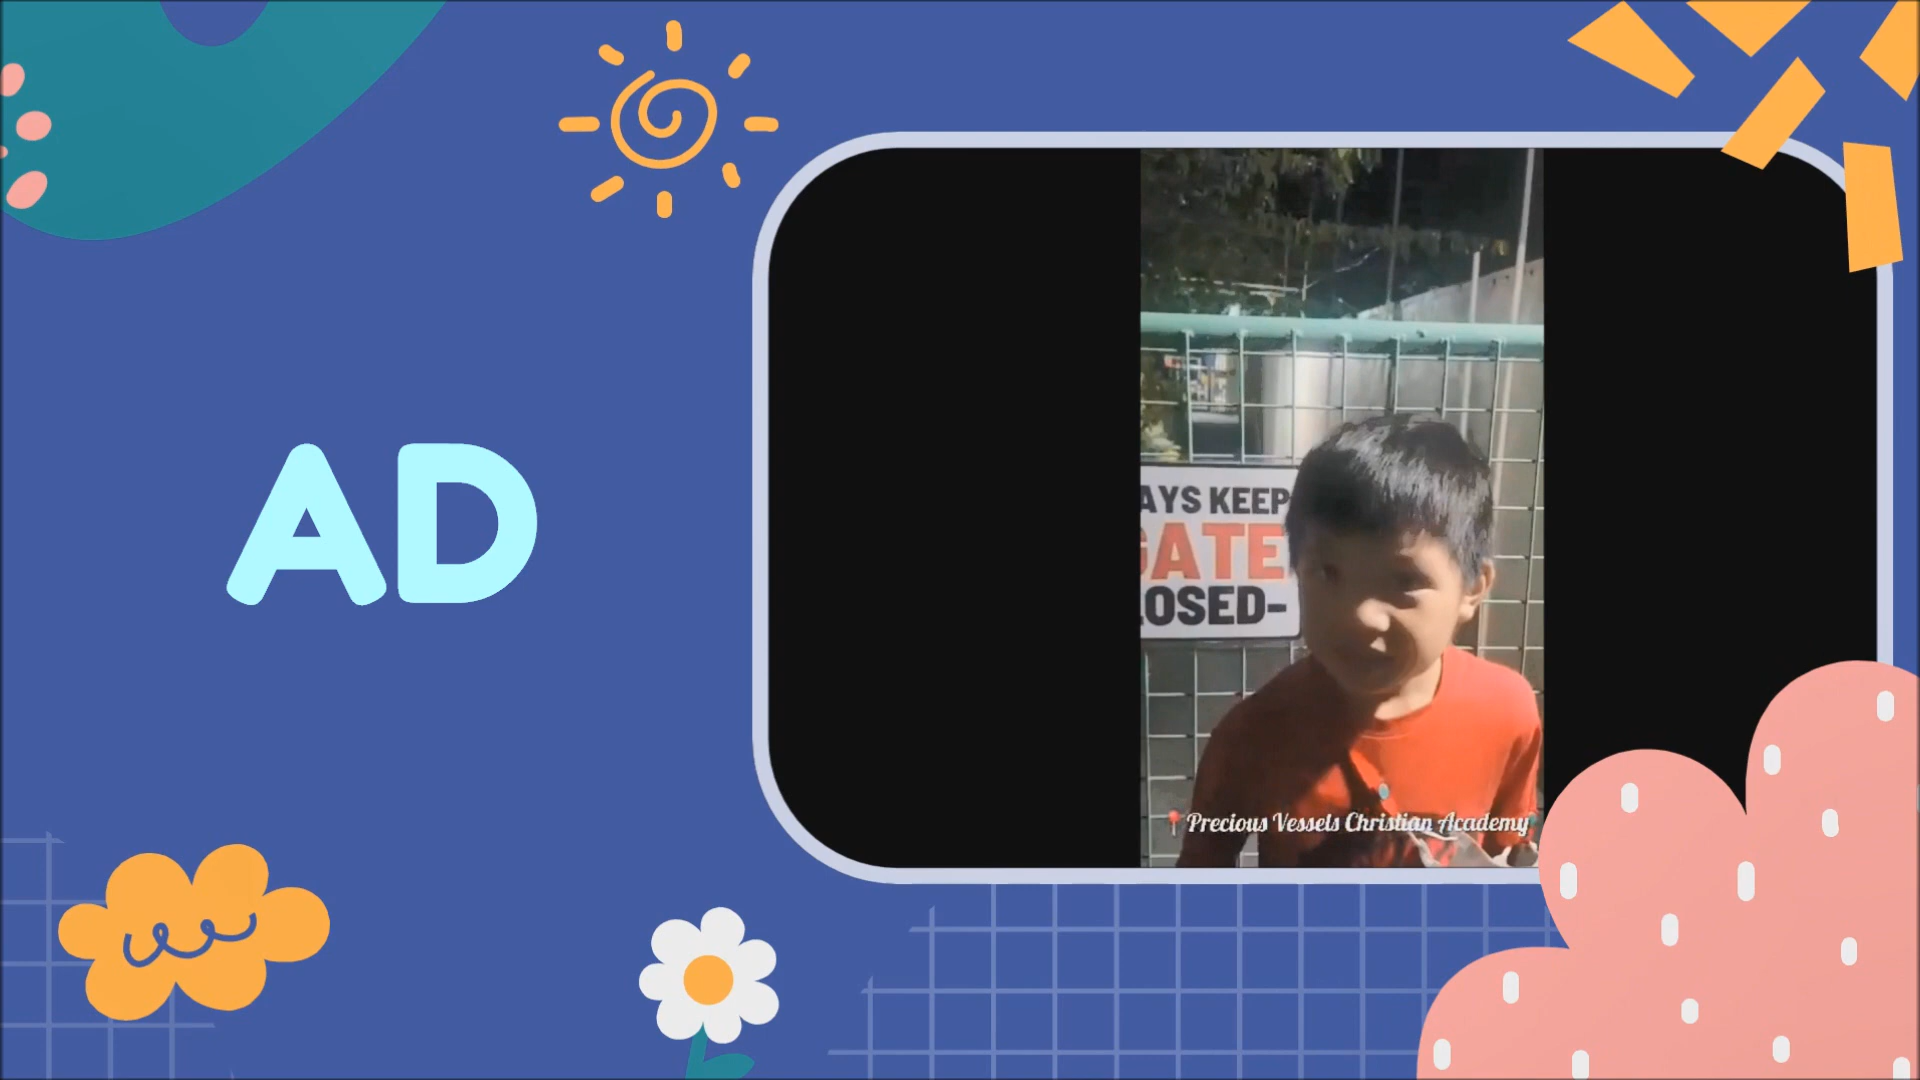 AD
AYS KEEP
GATE
OSED-
📍Precious Vessels Christian Academy